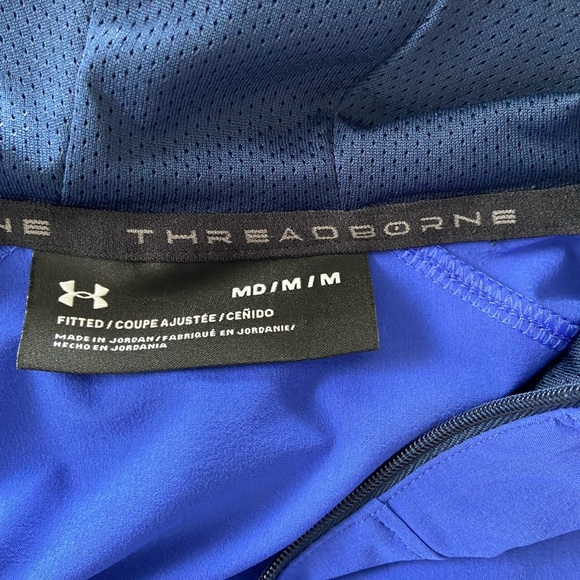 NE THREADBORNE
MD/M/M
FITTED/COUPE AJUSTÉE/CEÑIDO
MADE IN JORDAN/FABRIQUÉ EN JORDANIE/
HECHO EN JORDANIA